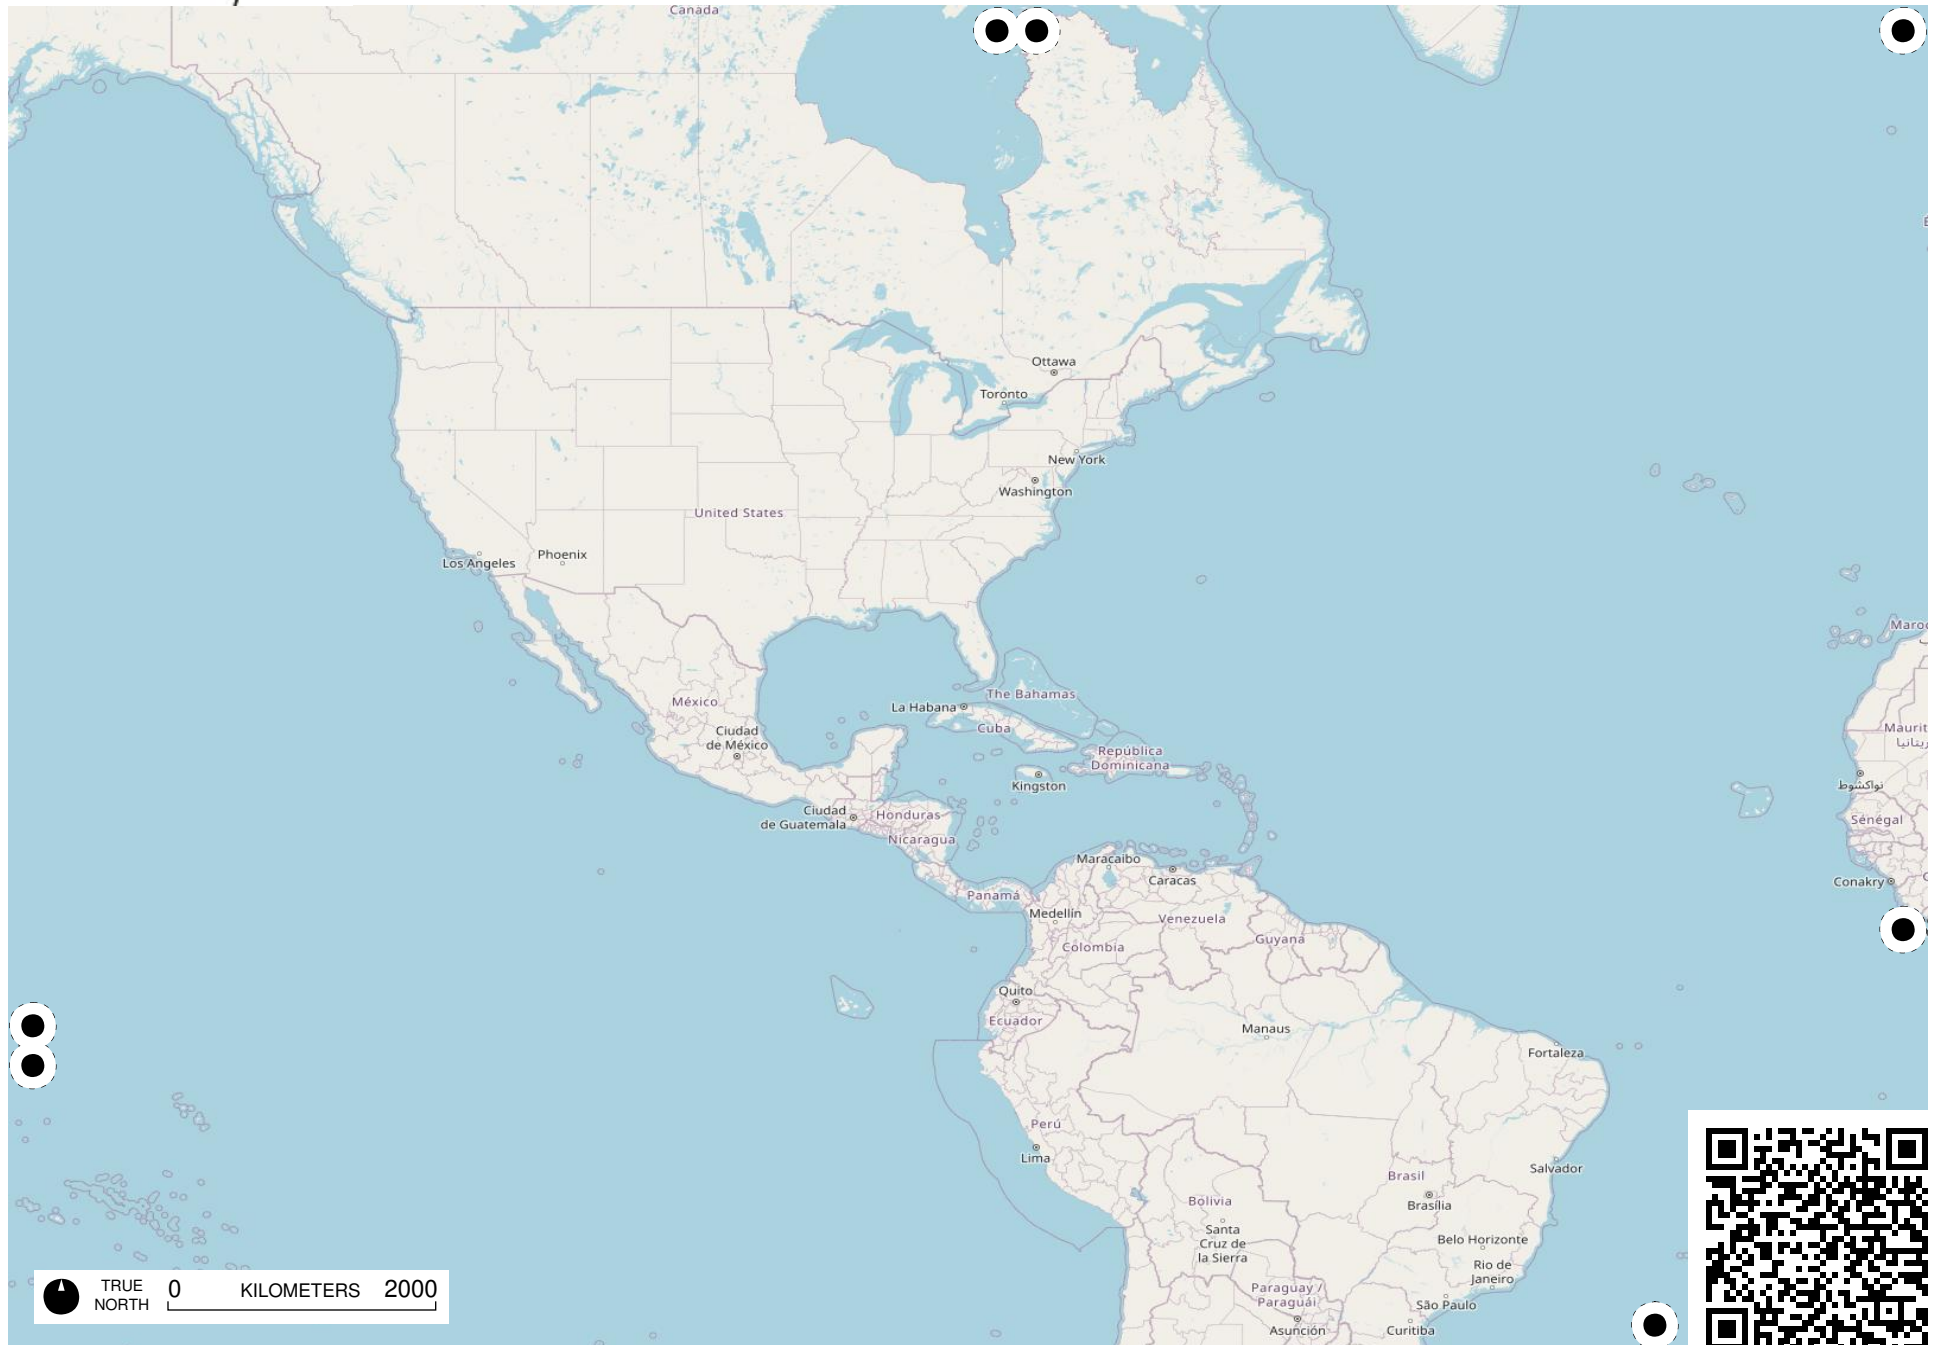 Canada
Ottawa
Toronto
New York
Washington
United States
Los Angeles
Phoenix
México
Ciudad
de México
La Habana
The Bahamas
Cuba
República
Dominicana
Kingston
Ciudad
de Guatemala
Honduras
Nicaragua
Panamá
Maracaibo
Caracas
Medellín
Venezuela
Guyana
Colombia
Quito
Ecuador
Manaus
Fortaleza
Perú
Lima
Salvador
Brasil
Bolivia
Brasília
Santa
Cruz de
la Sierra
Belo Horizonte
Rio de
Janeiro
Paraguay /
Paraguái
São Paulo
Asunción
Curitiba
نواكشوط
Sénégal
Conakry
TRUE
NORTH
0 KILOMETERS 2000